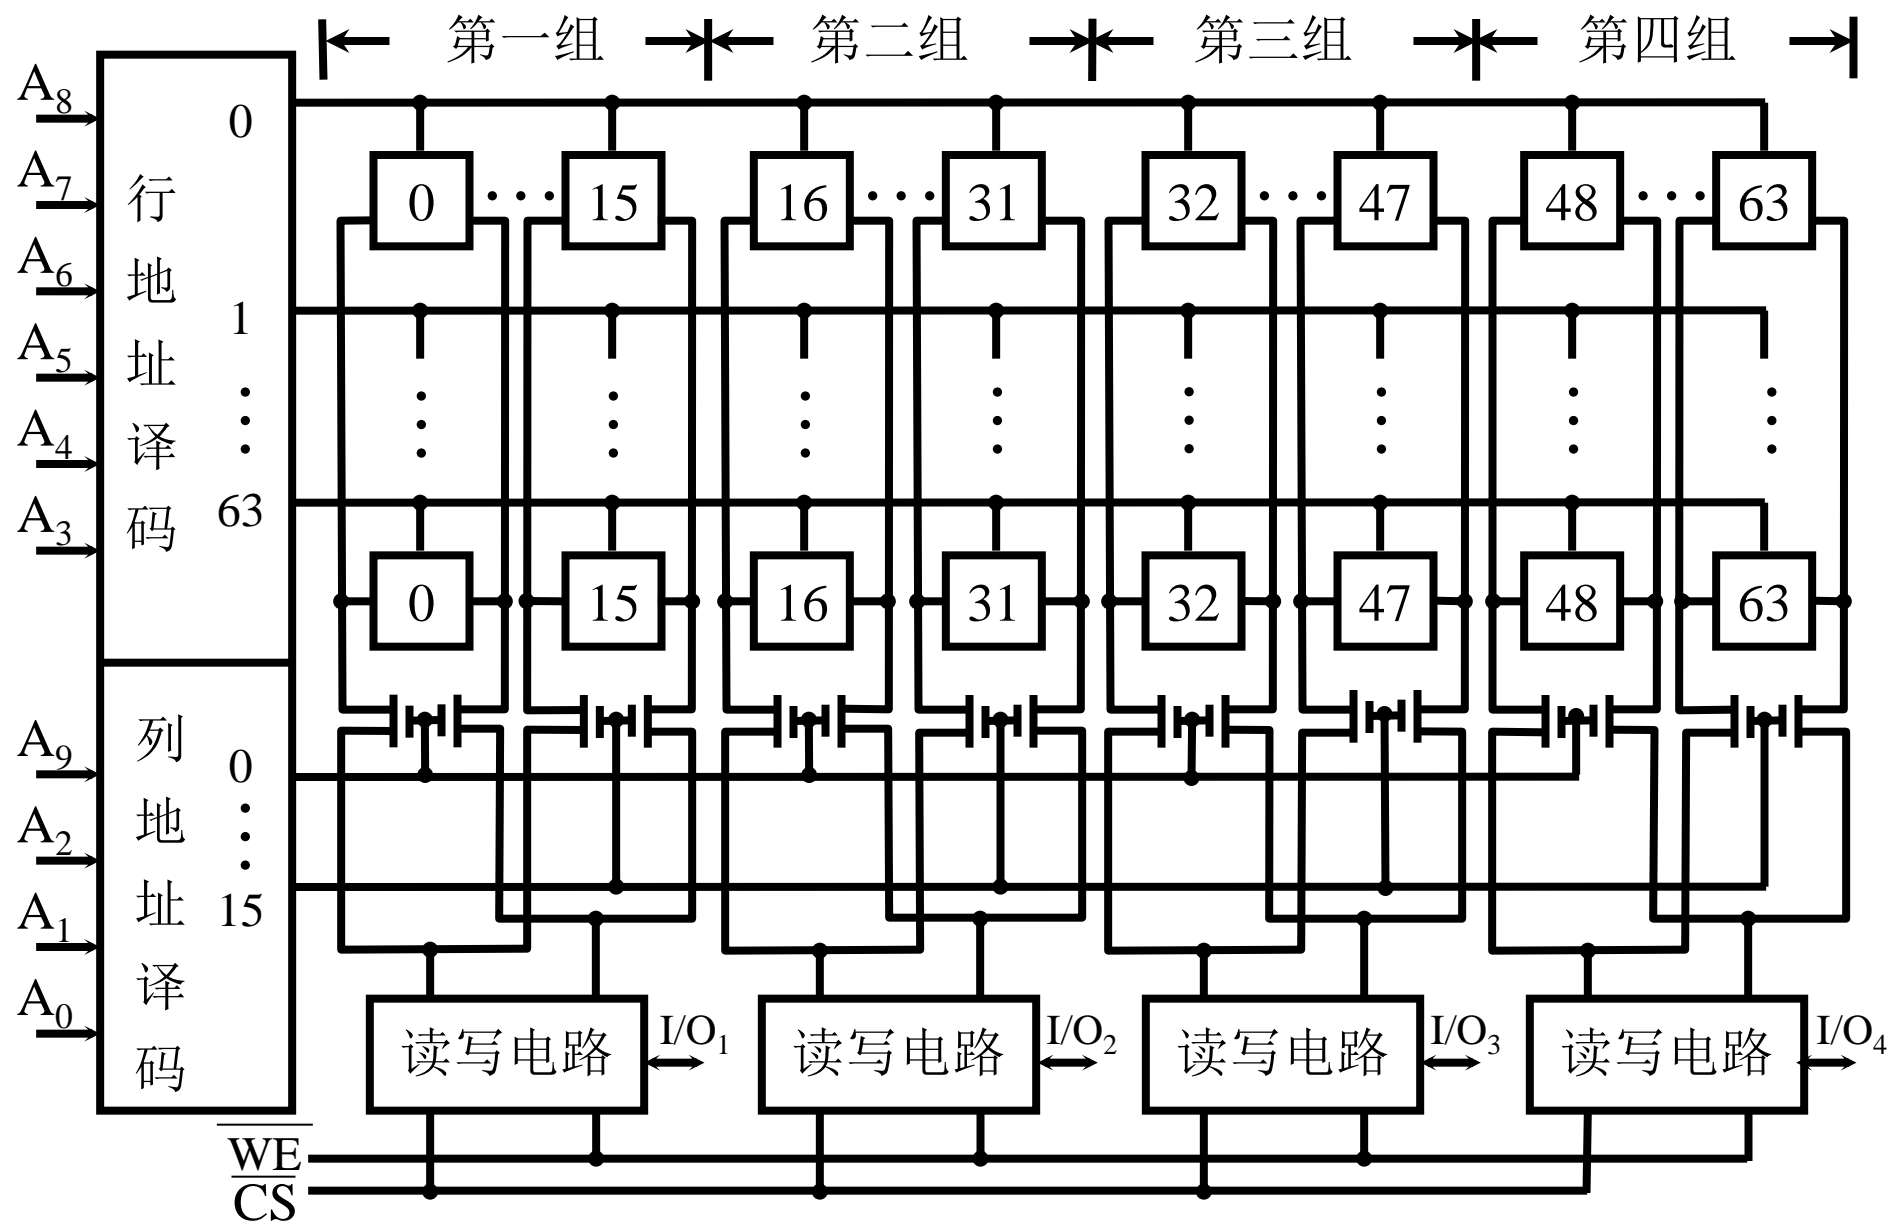 第一组 第二组 第三组 第四组
A8
A7
A6
A5
A4
A3
行地址译码
0
1
⋮
63
0 ··· 15 16 ··· 31 32 ··· 47 48 ··· 63
0 15 16 31 32 47 48 63
A9
A2
A1
A0
列地址译码
0
⋮
15
读写电路 I/O1 读写电路 I/O2 读写电路 I/O3 读写电路 I/O4
W̅E̅
C̅S̅